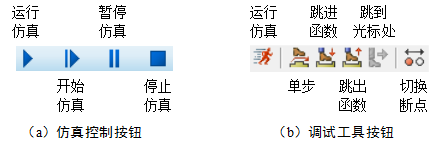 运行
仿真
暂停
仿真
开始
仿真
停止
仿真
(a) 仿真控制按钮
运行
仿真
跳进
函数
跳到
光标处
单步
跳出
函数
切换
断点
(b) 调试工具按钮